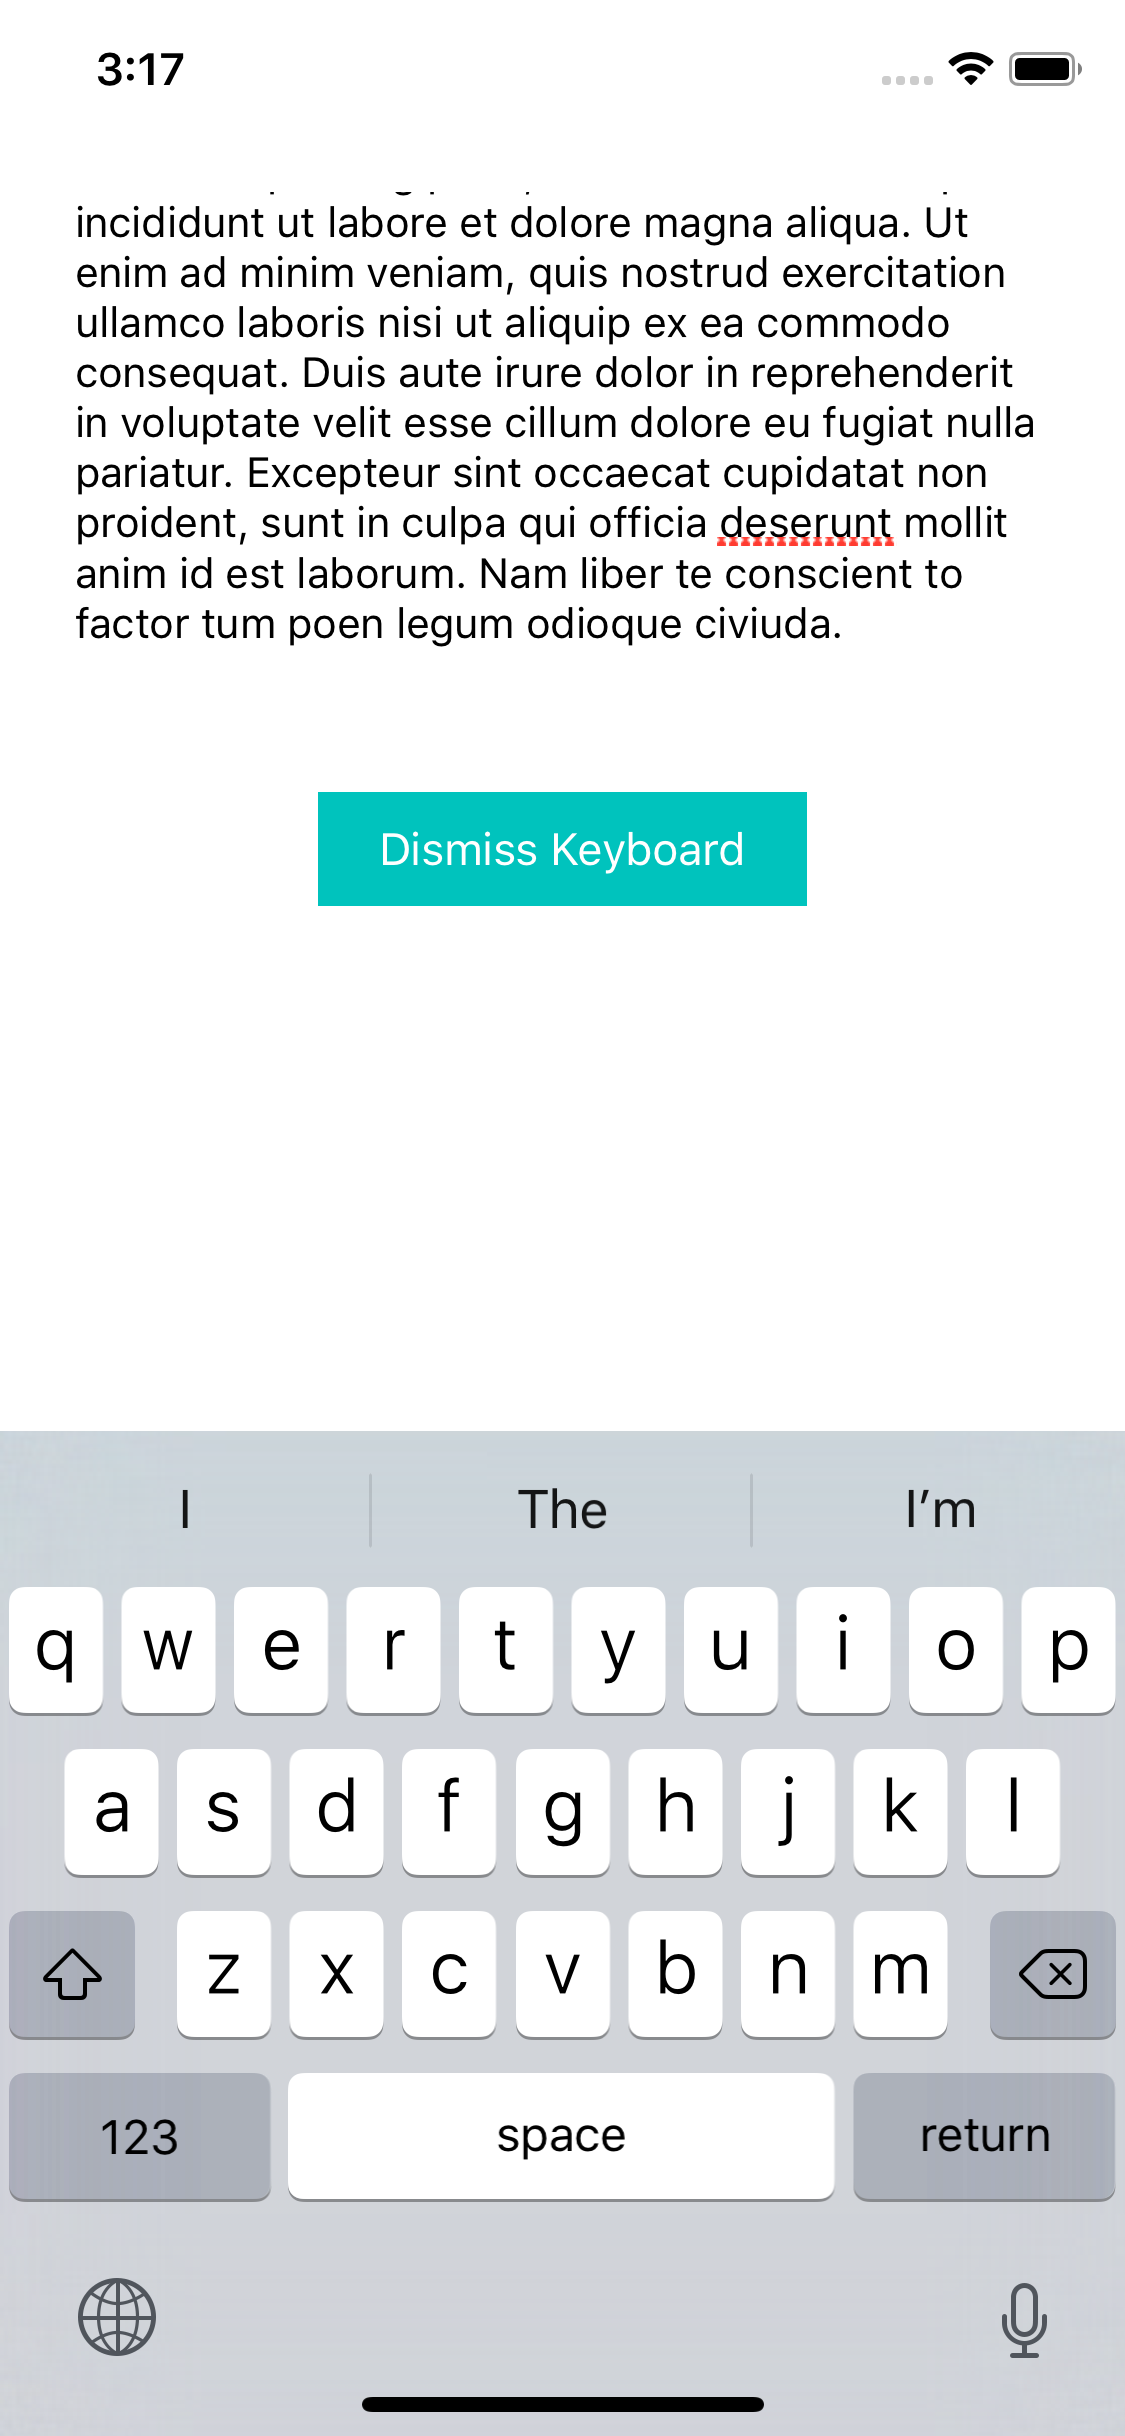 3:17
incididunt ut labore et dolore magna aliqua. Ut
enim ad minim veniam, quis nostrud exercitation
ullamco laboris nisi ut aliquip ex ea commodo
consequat. Duis aute irure dolor in reprehenderit
in voluptate velit esse cillum dolore eu fugiat nulla
pariatur. Excepteur sint occaecat cupidatat non
proident, sunt in culpa qui officia deserunt mollit
anim id est laborum. Nam liber te conscient to
factor tum poen legum odioque civiuda.
Dismiss Keyboard
I The I’m
q w e r t y u i o p
a s d f g h j k l
z x c v b n m
123 space return